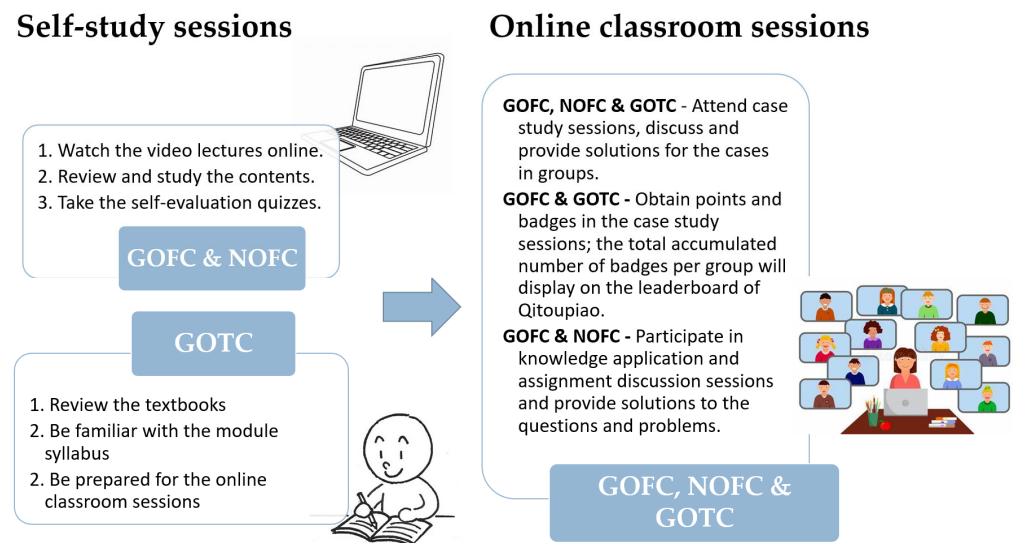 Self-study sessions
1. Watch the video lectures online.
2. Review and study the contents.
3. Take the self-evaluation quizzes.
GOFC & NOFC
GOTC
1. Review the textbooks
2. Be familiar with the module
syllabus
2. Be prepared for the online
classroom sessions
Online classroom sessions
GOFC, NOFC & GOTC - Attend case
study sessions, discuss and
provide solutions for the cases
in groups.
GOFC & GOTC - Obtain points and
badges in the case study
sessions; the total accumulated
number of badges per group will
display on the leaderboard of
Qitoupiao.
GOFC & NOFC - Participate in
knowledge application and
assignment discussion sessions
and provide solutions to the
questions and problems.
GOFC, NOFC &
GOTC